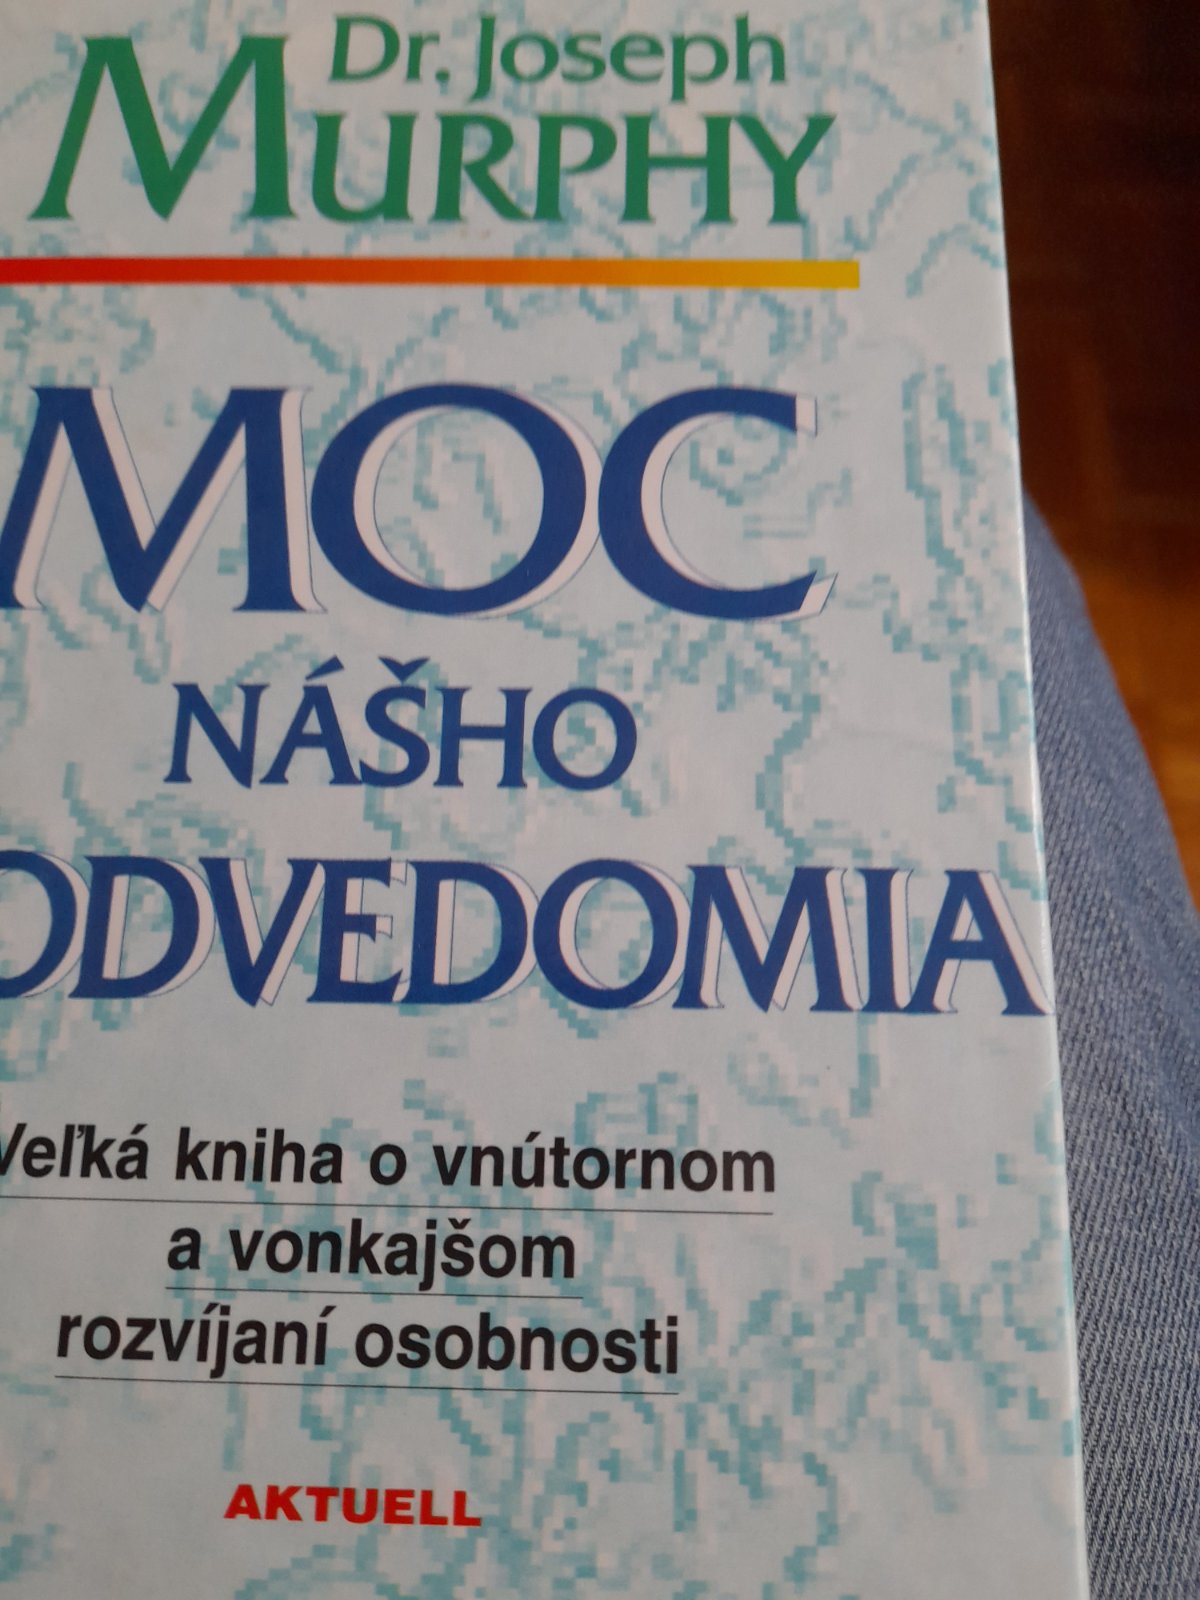 Dr. Joseph
MURPHY
MOC
NÁŠHO
ODVEDOMIA
Veľká kniha o vnútornom
a vonkajšom
rozvíjaní osobnosti
AKTUELL